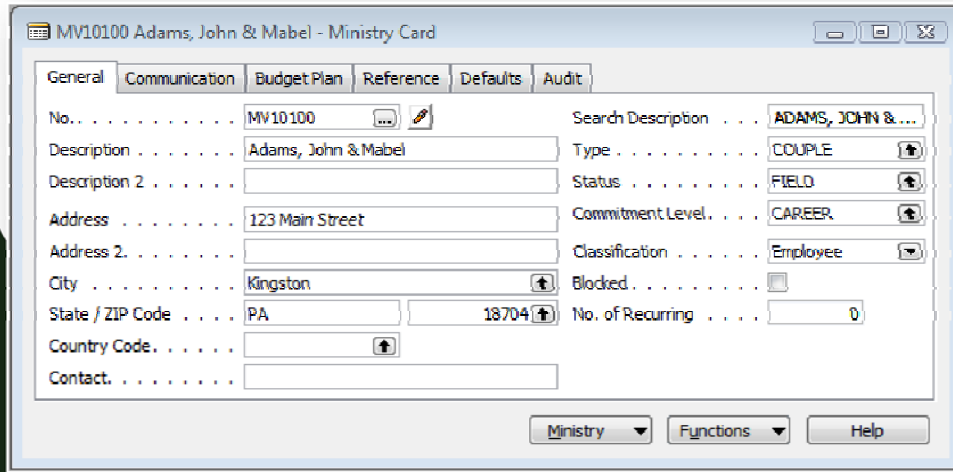 MV10100 Adams, John & Mabel - Ministry Card
General Communication Budget Plan Reference Defaults Audit
No. . . . . . . . . . . . MV10100 ... Search Description . . . ADAMS, JOHN & ...
Description . . . . . . . Adams, John & Mabel Type . . . . . . . . . . COUPLE
Description 2 . . . . . . Status . . . . . . . . . FIELD
Address . . . . . . . . 123 Main Street Commitment Level. . . . CAREER
Address 2. . . . . . . . Classification . . . . . . Employee
City . . . . . . . . . . Kingston Blocked . . . . . . . . .
State / ZIP Code . . . . PA 18704 No. of Recurring . . . . 0
Country Code. . . . . .
Contact. . . . . . . . .
Ministry Functions Help